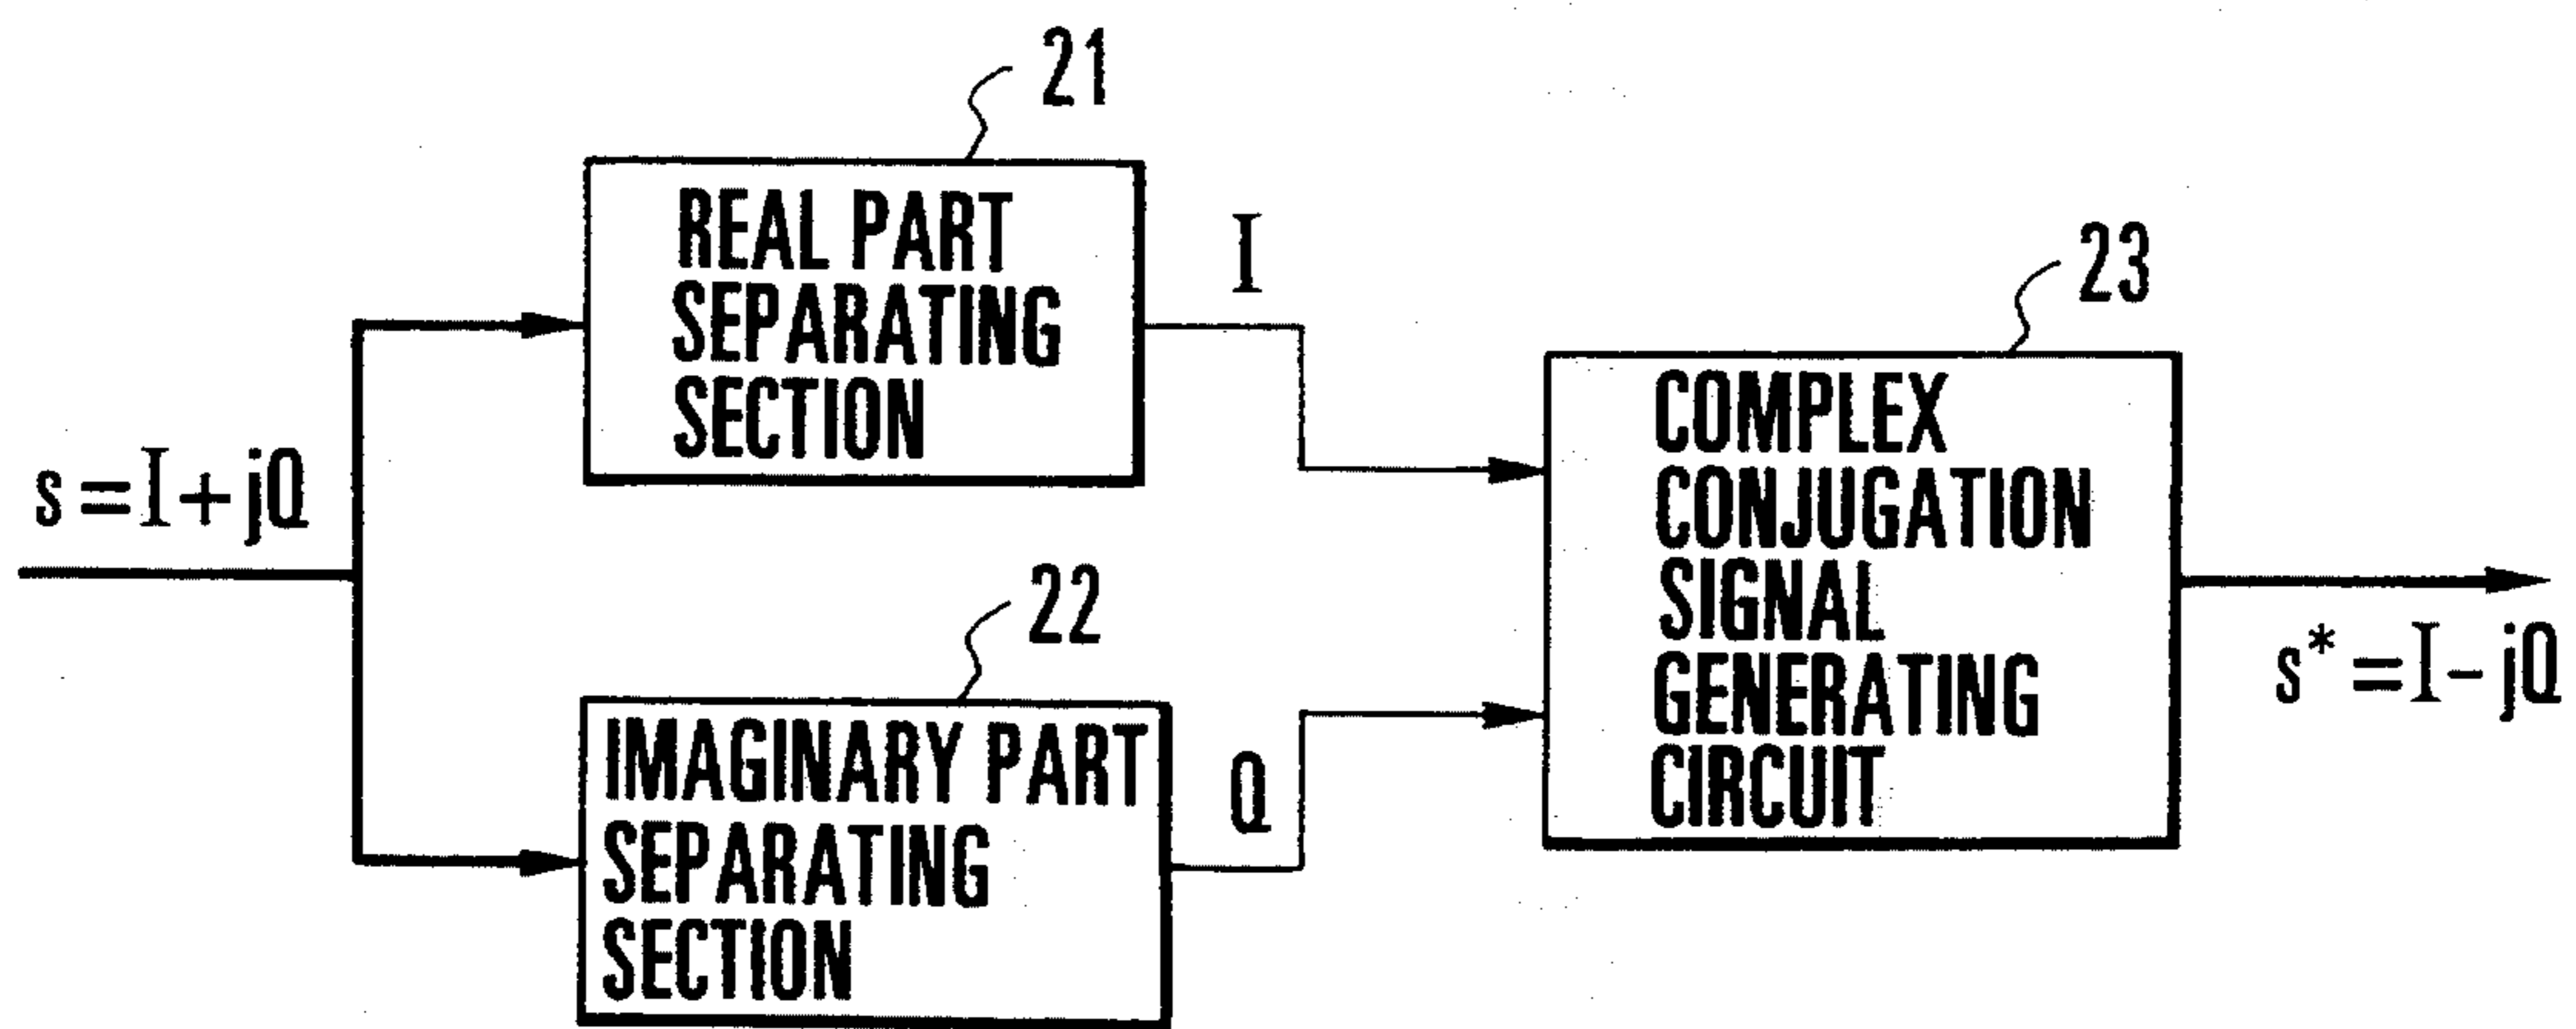 s=I+jQ
21
REAL PART
SEPARATING
SECTION
I
22
IMAGINARY PART
SEPARATING
SECTION
Q
23
COMPLEX
CONJUGATION
SIGNAL
GENERATING
CIRCUIT
s*=I-jQ